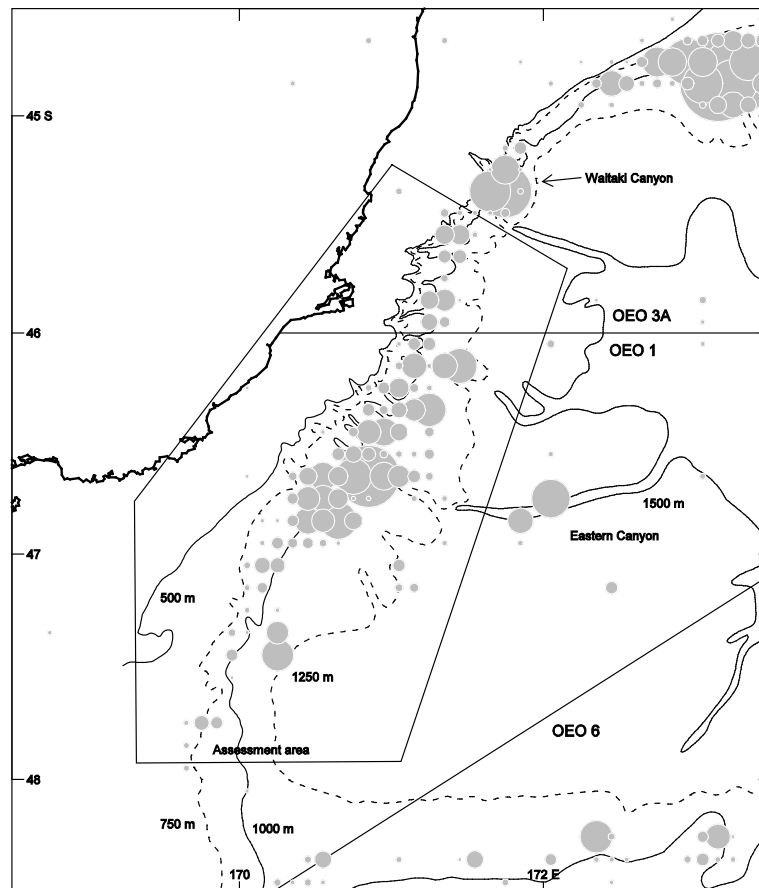 45 S
Waitaki Canyon
OEO 3A
46
OEO 1
1500 m
Eastern Canyon
47
500 m
1250 m
OEO 6
Assessment area
48
750 m
1000 m
170
172 E